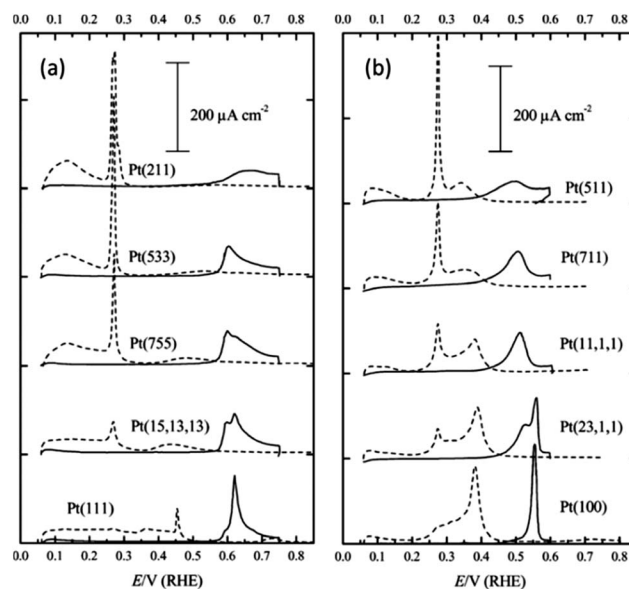 0.0 0.1 0.2 0.3 0.4 0.5 0.6 0.7 0.8
(a)
200 µA cm⁻²
Pt(211)
Pt(533)
Pt(755)
Pt(15,13,13)
Pt(111)
0.0 0.1 0.2 0.3 0.4 0.5 0.6 0.7 0.8
E/V (RHE)
0.0 0.1 0.2 0.3 0.4 0.5 0.6 0.7 0.8
(b)
200 µA cm⁻²
Pt(511)
Pt(711)
Pt(11,1,1)
Pt(23,1,1)
Pt(100)
0.0 0.1 0.2 0.3 0.4 0.5 0.6 0.7 0.8
E/V (RHE)